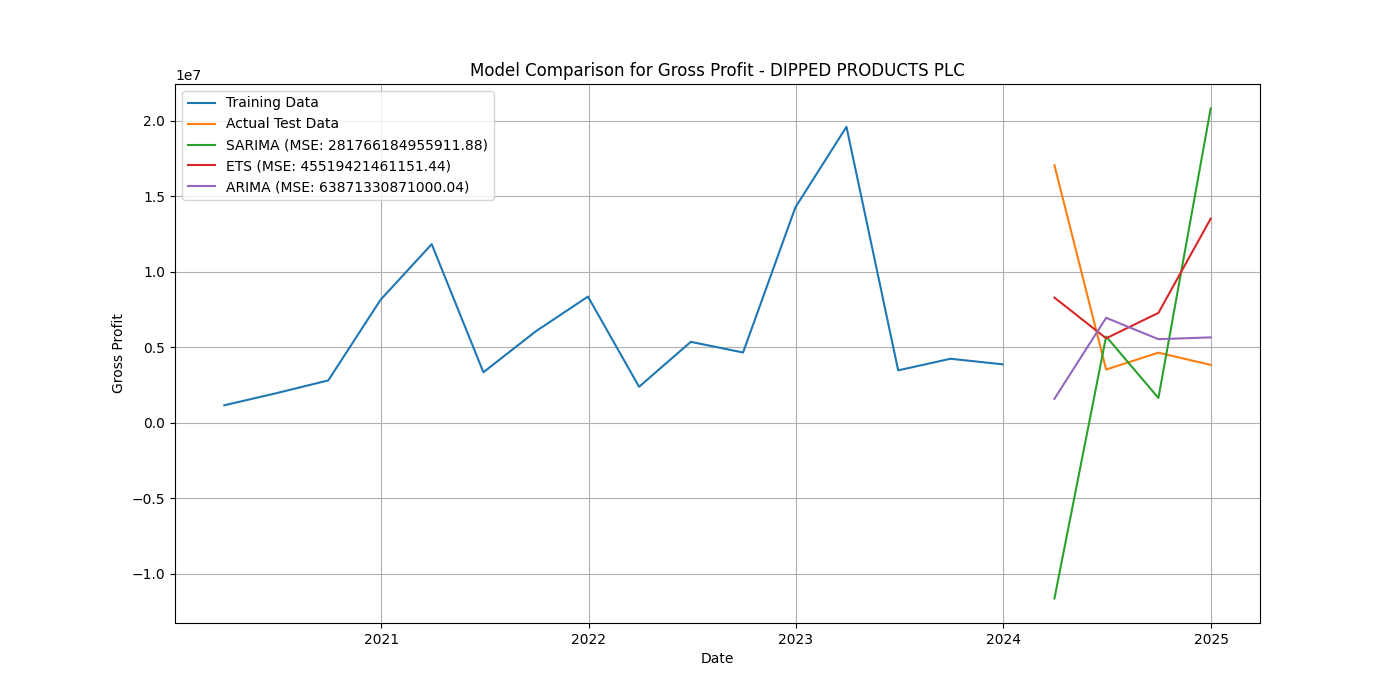 Model Comparison for Gross Profit - DIPPED PRODUCTS PLC
1e7
Training Data
Actual Test Data
SARIMA (MSE: 281766184955911.88)
ETS (MSE: 45519421461151.44)
ARIMA (MSE: 63871330871000.04)
2.0
1.5
1.0
0.5
0.0
−0.5
−1.0
Gross Profit
2021 2022 2023 2024 2025
Date